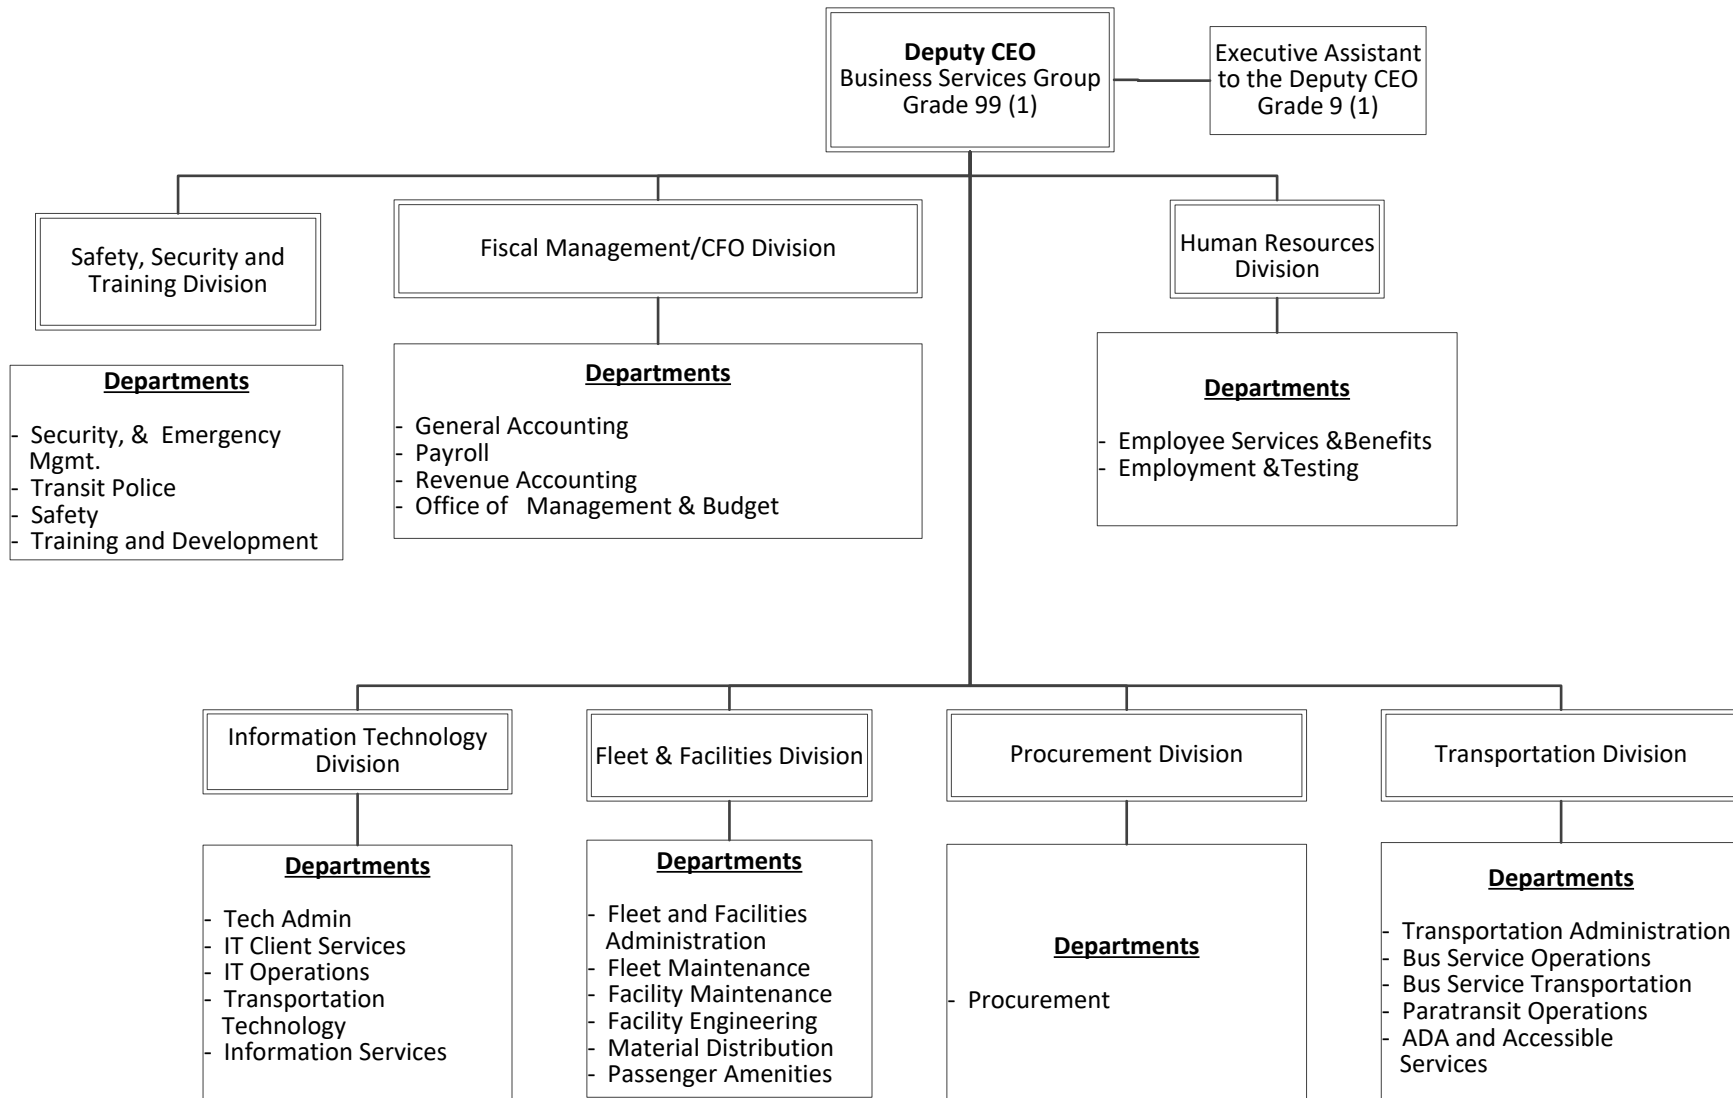 Deputy CEO
Business Services Group
Grade 99 (1)
Executive Assistant
to the Deputy CEO
Grade 9 (1)
Safety, Security and
Training Division
Fiscal Management/CFO Division
Human Resources
Division
Departments
- Security, & Emergency
Mgmt.
- Transit Police
- Safety
- Training and Development
Departments
- General Accounting
- Payroll
- Revenue Accounting
- Office of Management & Budget
Departments
- Employee Services &Benefits
- Employment &Testing
Information Technology
Division
Fleet & Facilities Division
Procurement Division
Transportation Division
Departments
- Tech Admin
- IT Client Services
- IT Operations
- Transportation
Technology
- Information Services
Departments
- Fleet and Facilities
Administration
- Fleet Maintenance
- Facility Maintenance
- Facility Engineering
- Material Distribution
- Passenger Amenities
Departments
- Procurement
Departments
- Transportation Administration
- Bus Service Operations
- Bus Service Transportation
- Paratransit Operations
- ADA and Accessible
Services